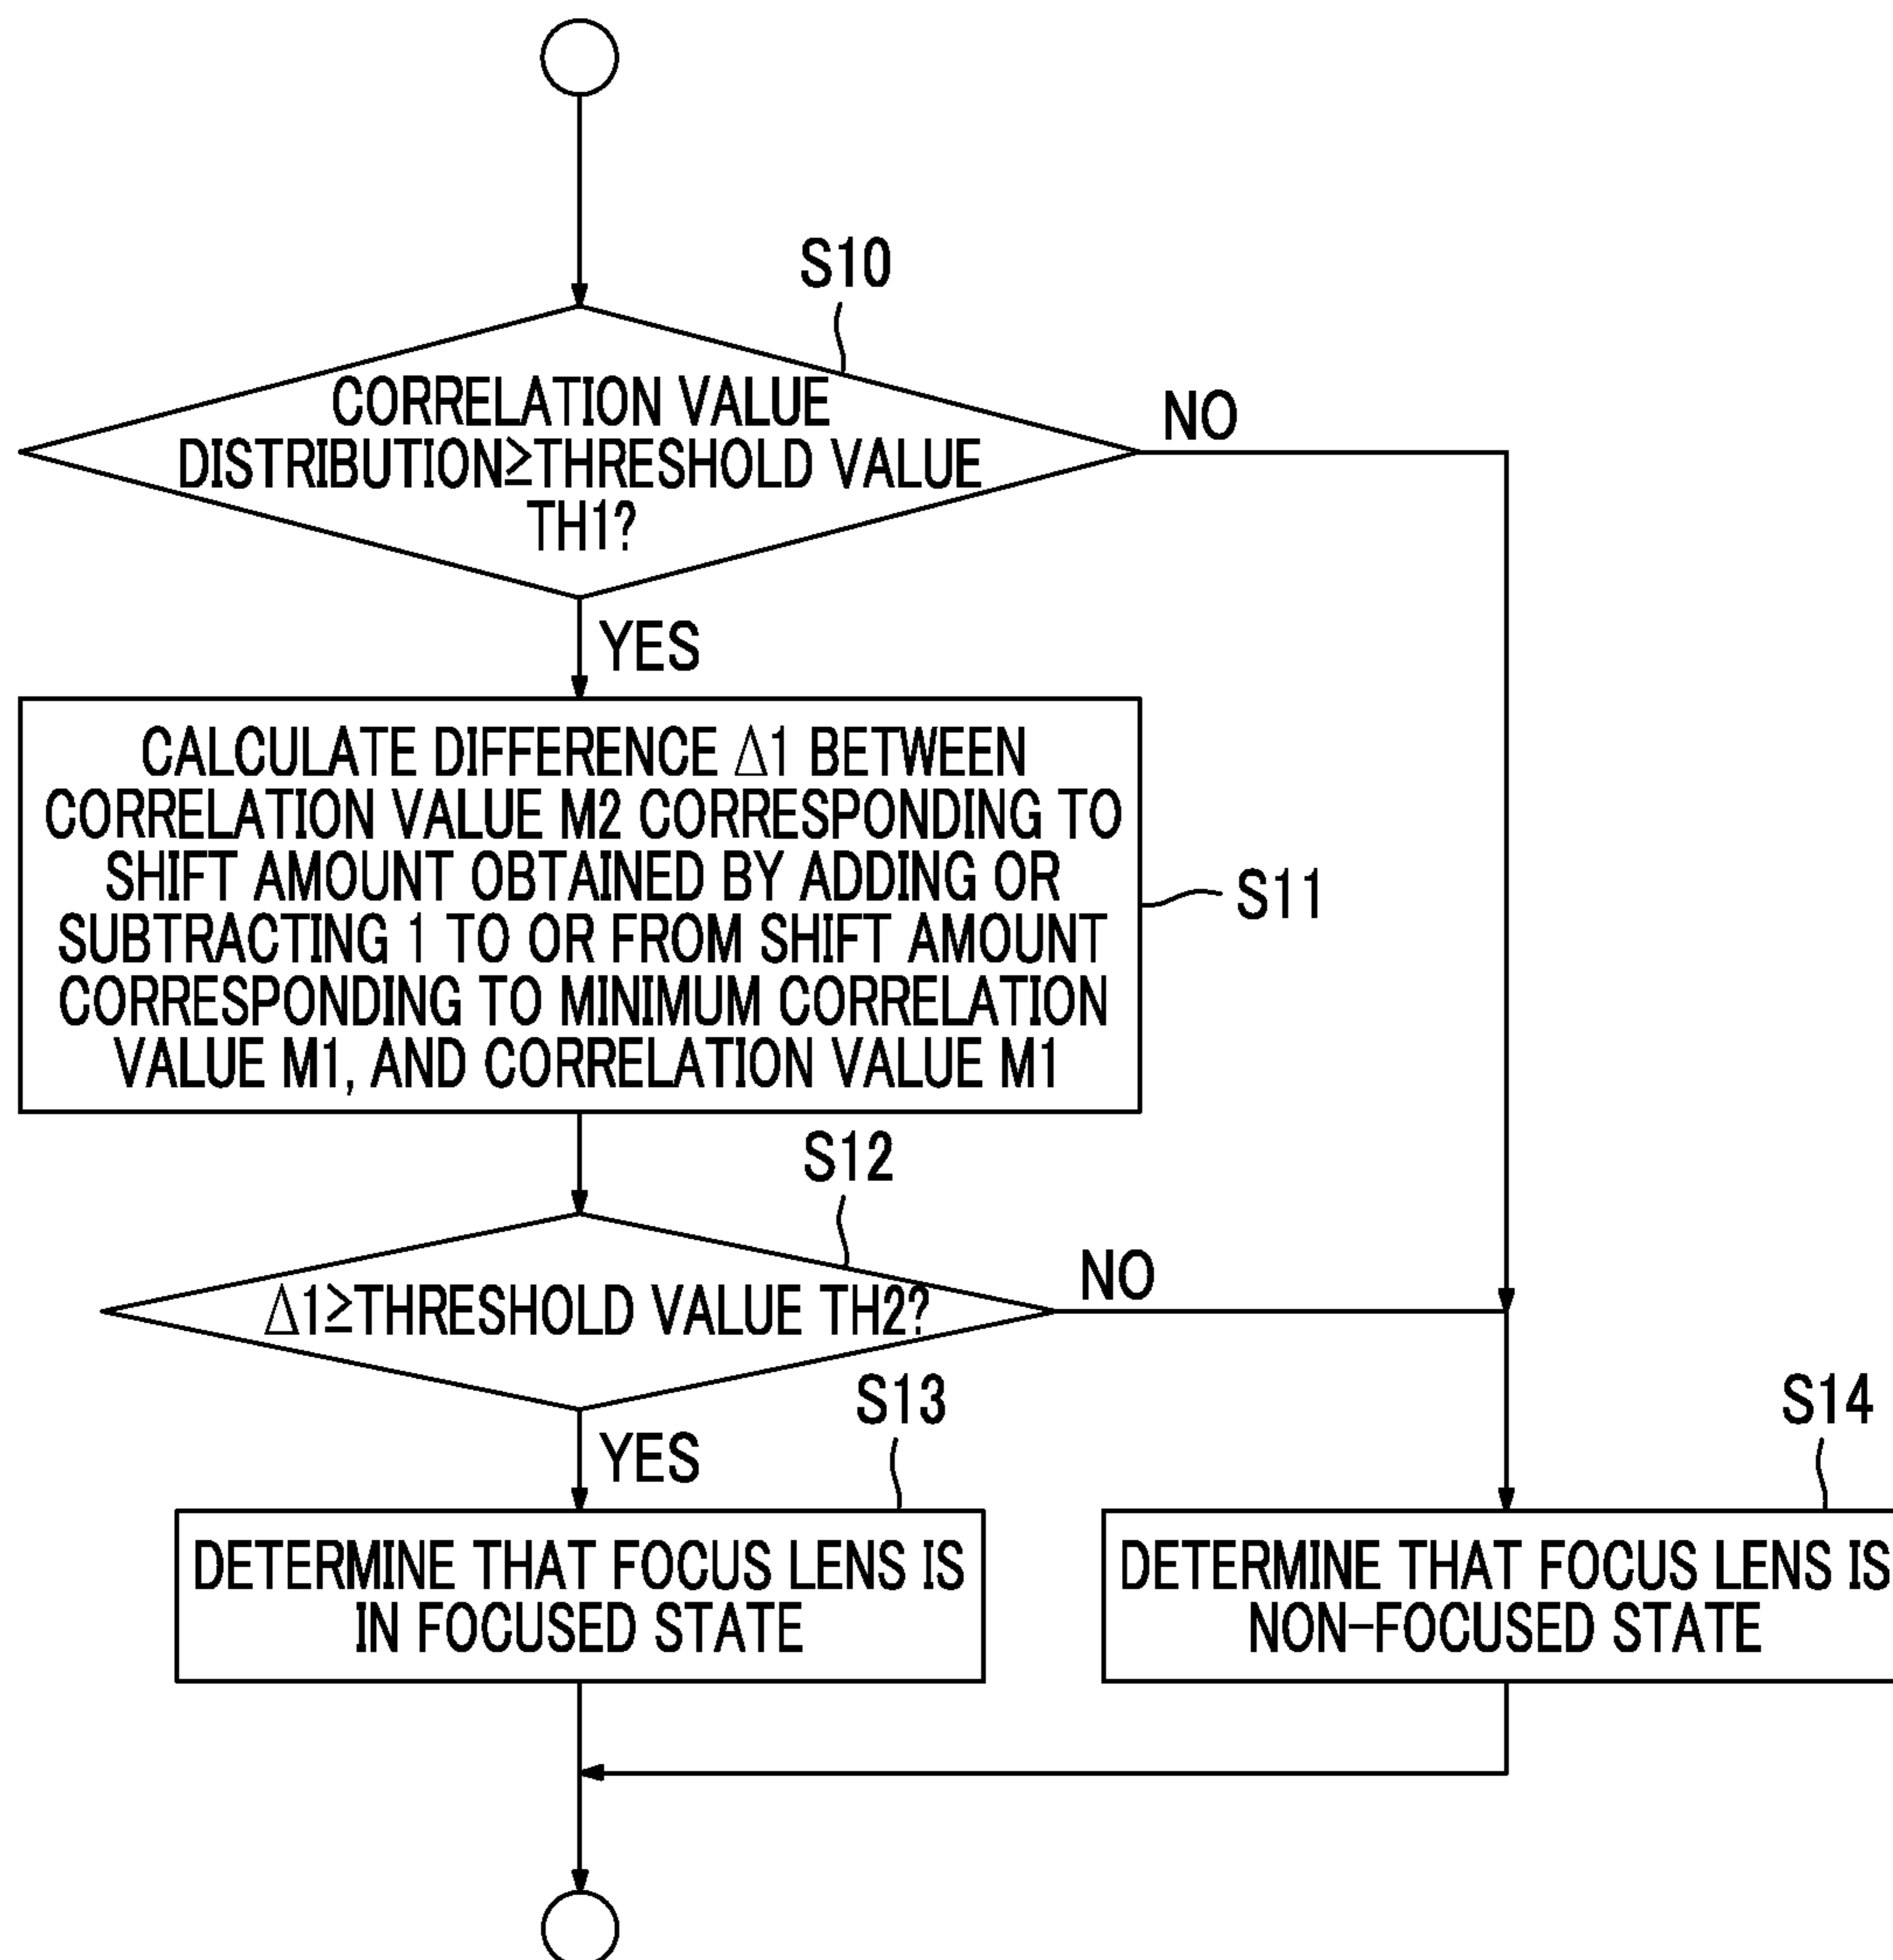 S10
CORRELATION VALUE
DISTRIBUTION≥THRESHOLD VALUE
TH1?
NO
YES
CALCULATE DIFFERENCE Δ1 BETWEEN
CORRELATION VALUE M2 CORRESPONDING TO
SHIFT AMOUNT OBTAINED BY ADDING OR
SUBTRACTING 1 TO OR FROM SHIFT AMOUNT
CORRESPONDING TO MINIMUM CORRELATION
VALUE M1, AND CORRELATION VALUE M1
S11
S12
Δ1≥THRESHOLD VALUE TH2?
NO
YES
S13
DETERMINE THAT FOCUS LENS IS
IN FOCUSED STATE
S14
DETERMINE THAT FOCUS LENS IS
NON-FOCUSED STATE